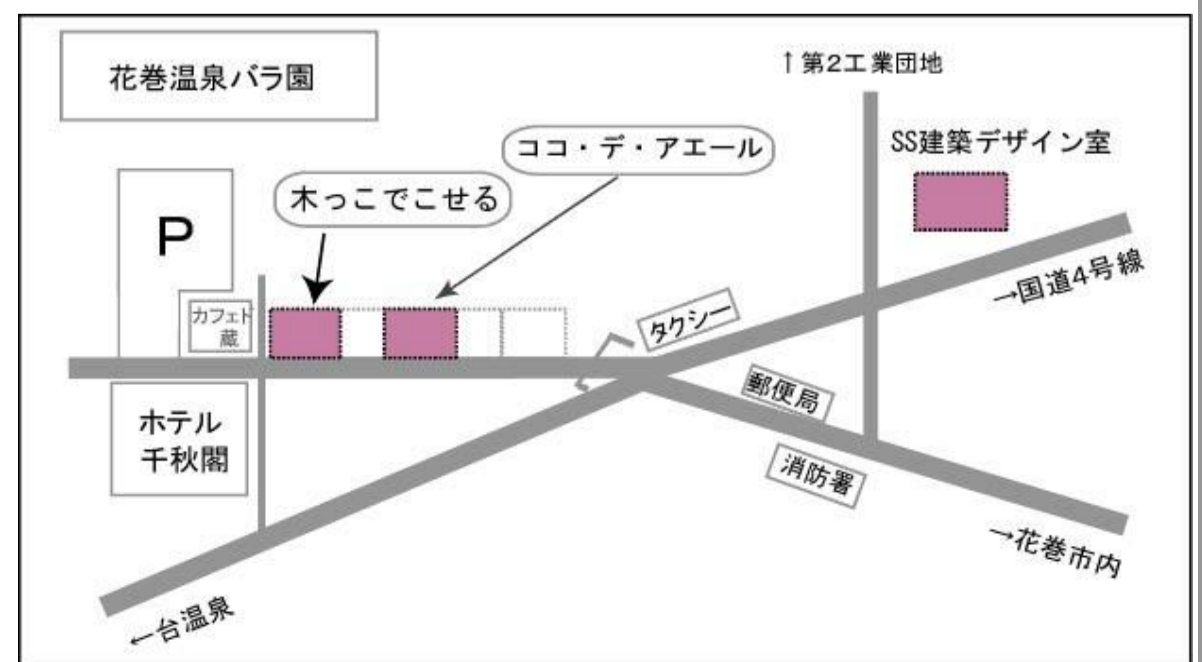 花巻温泉バラ園
↑第2工業団地
SS建築デザイン室
ココ・デ・アエール
木っこでこせる
P
カフェド
蔵
タクシー
→国道4号線
郵便局
ホテル
千秋閣
消防署
→花巻市内
←台温泉